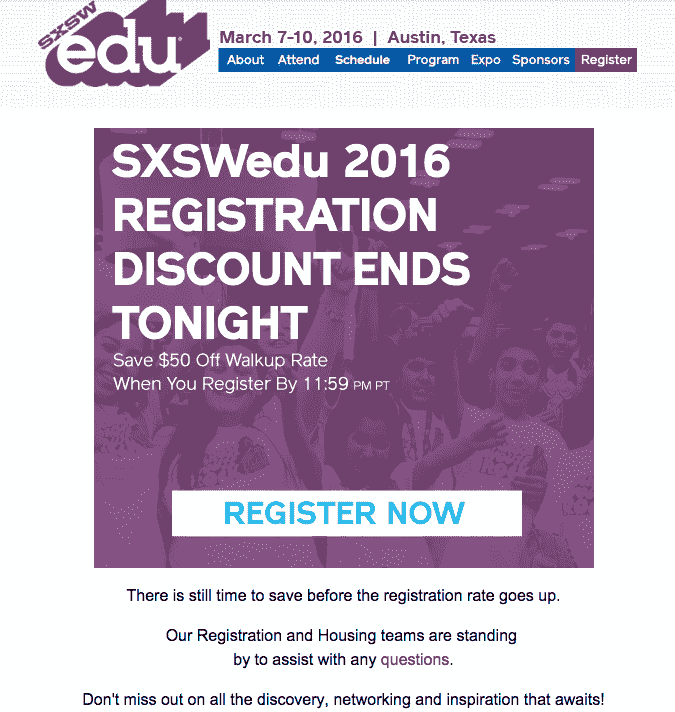 SXSW
edu
March 7-10, 2016 | Austin, Texas
About Attend Schedule Program Expo Sponsors Register
SXSWedu 2016
REGISTRATION
DISCOUNT ENDS
TONIGHT
Save $50 Off Walkup Rate
When You Register By 11:59 PM PT
REGISTER NOW
There is still time to save before the registration rate goes up.
Our Registration and Housing teams are standing
by to assist with any questions.
Don't miss out on all the discovery, networking and inspiration that awaits!